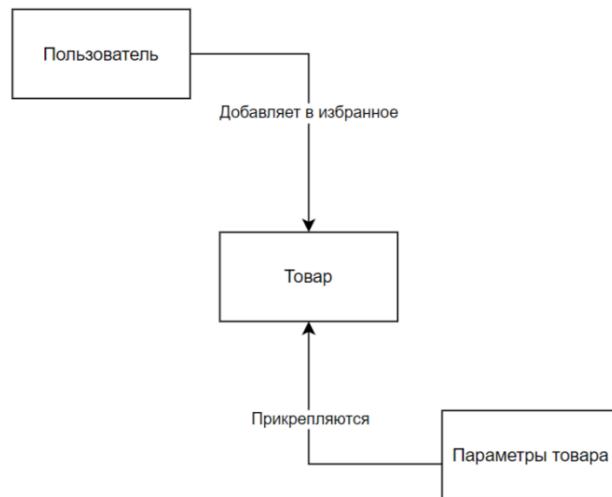 Пользователь
Добавляет в избранное
Товар
Прикрепляются
Параметры товара